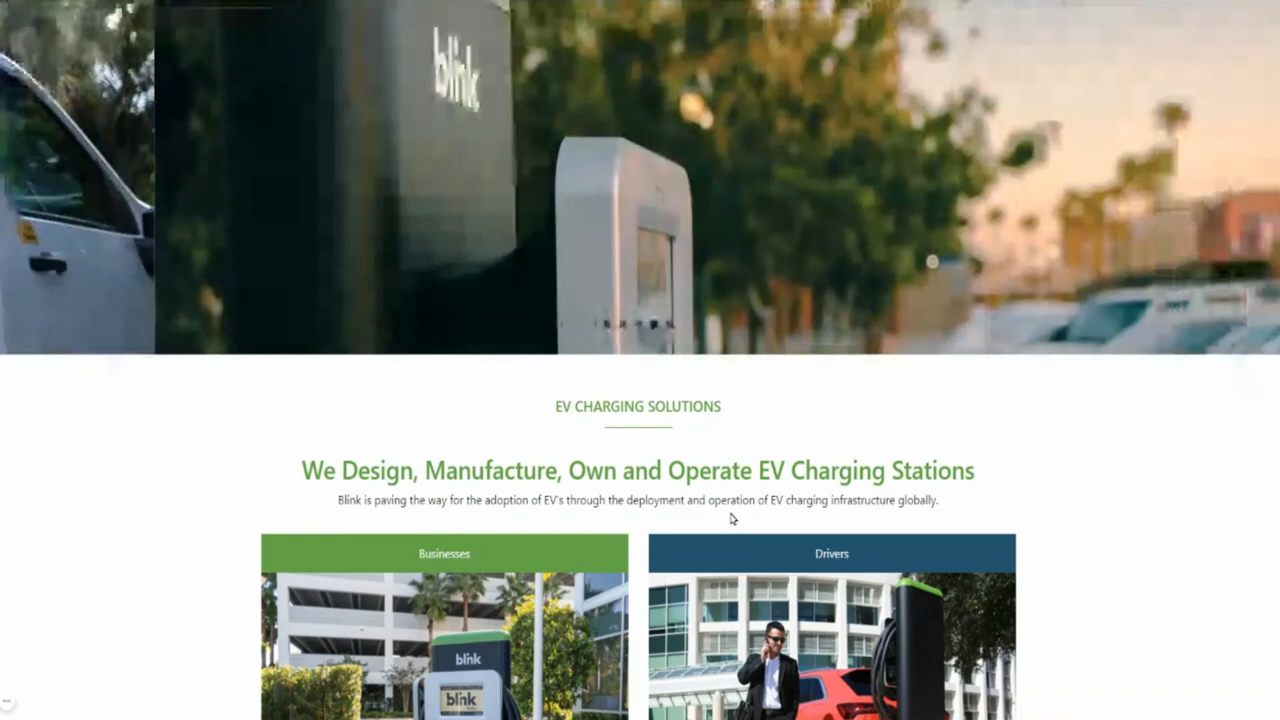 blink
EV CHARGING SOLUTIONS
We Design, Manufacture, Own and Operate EV Charging Stations
Blink is paving the way for the adoption of EV's through the deployment and operation of EV charging infrastructure globally.
Businesses
Drivers
blink
blink